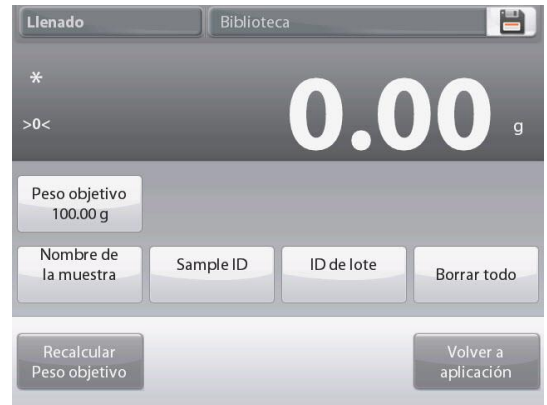 Llenado
Biblioteca
*
>0<
0.00 g
Peso objetivo
100.00 g
Nombre de
la muestra
Sample ID
ID de lote
Borrar todo
Recalcular
Peso objetivo
Volver a
aplicación